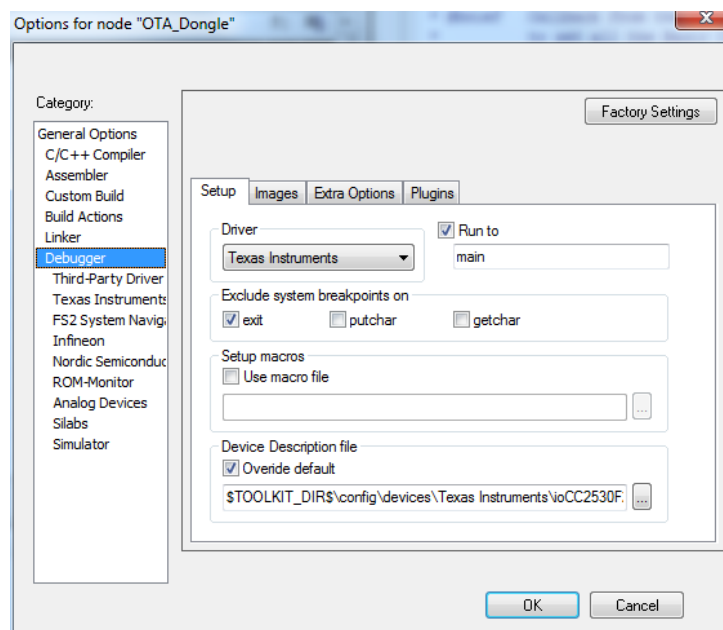 Options for node "OTA_Dongle"
Category:
Factory Settings
General Options
C/C++ Compiler
Assembler
Custom Build
Build Actions
Linker
Debugger
Third-Party Driver
Texas Instruments
FS2 System Naviga
Infineon
Nordic Semiconduc
ROM-Monitor
Analog Devices
Silabs
Simulator
Setup Images Extra Options Plugins
Driver
Texas Instruments
Run to
main
Exclude system breakpoints on
exit putchar getchar
Setup macros
Use macro file
...
Device Description file
Overide default
$TOOLKIT_DIR$\config\devices\Texas Instruments\ioCC2530F
...
OK Cancel